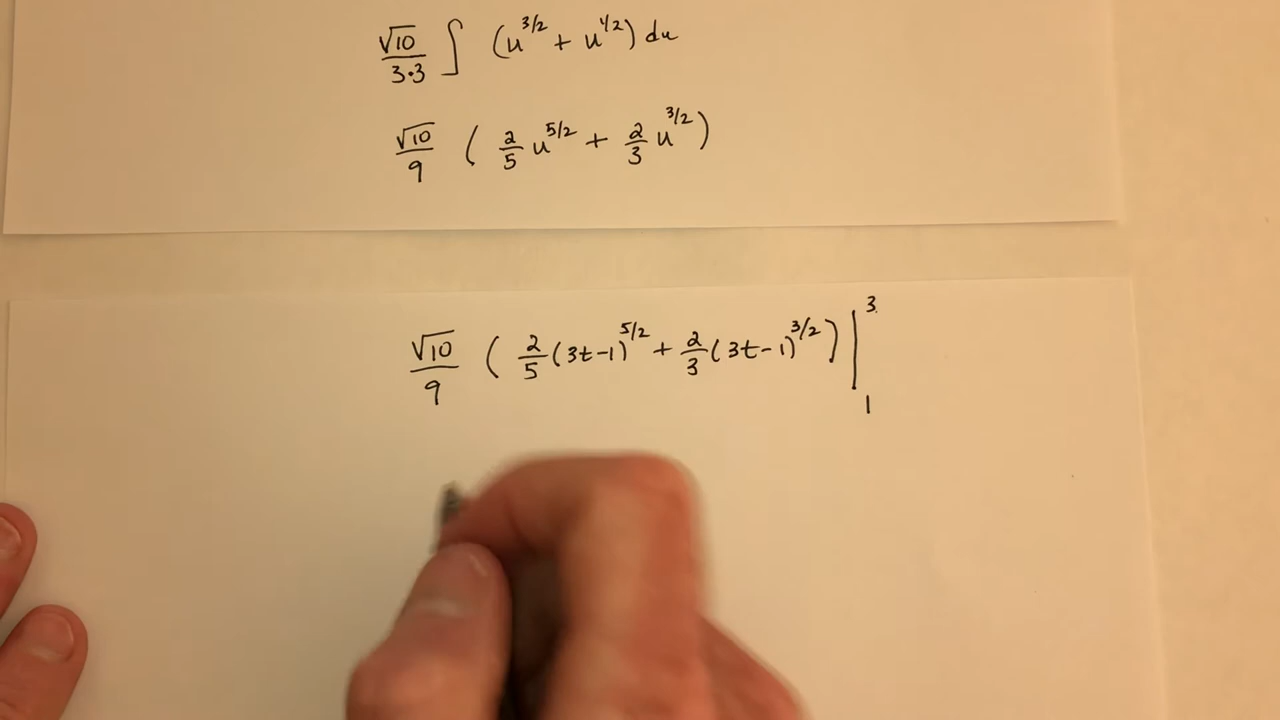 √10/3·3 ∫ (u^3/2 + u^1/2) du
√10/9 ( 2/5 u^5/2 + 2/3 u^3/2 )
√10/9 ( 2/5 (3t-1)^5/2 + 2/3 (3t-1)^3/2 ) |_1^3